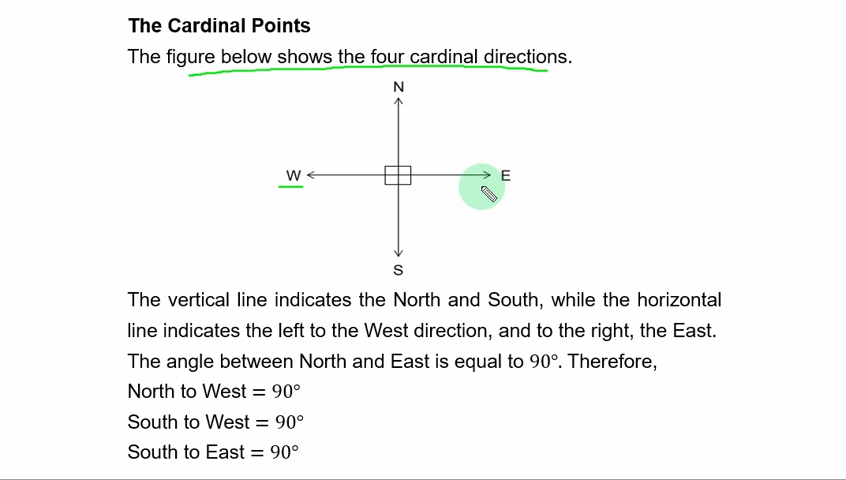 The Cardinal Points
The figure below shows the four cardinal directions.
N
W E
S
The vertical line indicates the North and South, while the horizontal
line indicates the left to the West direction, and to the right, the East.
The angle between North and East is equal to 90°. Therefore,
North to West = 90°
South to West = 90°
South to East = 90°